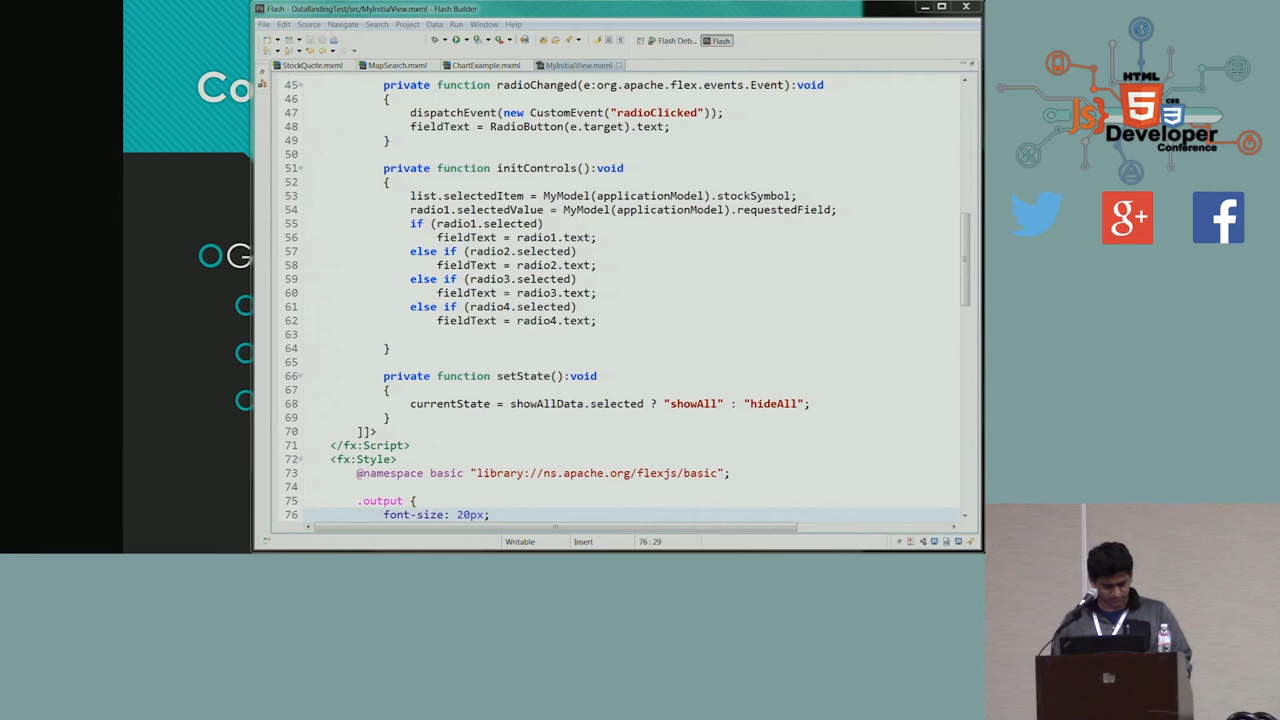 Flash - DataBindingTest/src/MyInitialView.mxml - Flash Builder
File Edit Source Navigate Search Project Data Run Window Help
Flash Deb... Flash
StockQuote.mxml MapSearch.mxml ChartExample.mxml MyInitialView.mxml
45 private function radioChanged(e:org.apache.flex.events.Event):void
46 {
47 dispatchEvent(new CustomEvent("radioClicked"));
48 fieldText = RadioButton(e.target).text;
49 }
50
51 private function initControls():void
52 {
53 list.selectedItem = MyModel(applicationModel).stockSymbol;
54 radio1.selectedValue = MyModel(applicationModel).requestedField;
55 if (radio1.selected)
56 fieldText = radio1.text;
57 else if (radio2.selected)
58 fieldText = radio2.text;
59 else if (radio3.selected)
60 fieldText = radio3.text;
61 else if (radio4.selected)
62 fieldText = radio4.text;
63
64 }
65
66 private function setState():void
67 {
68 currentState = showAllData.selected ? "showAll" : "hideAll";
69 }
70 ]]>
71 </fx:Script>
72 <fx:Style>
73 @namespace basic "library://ns.apache.org/flexjs/basic";
74
75 .output {
76 font-size: 20px;
Writable Insert 76 : 29
Co
G
HTML
JS 5 CSS 3
Developer
Conference
g+ f